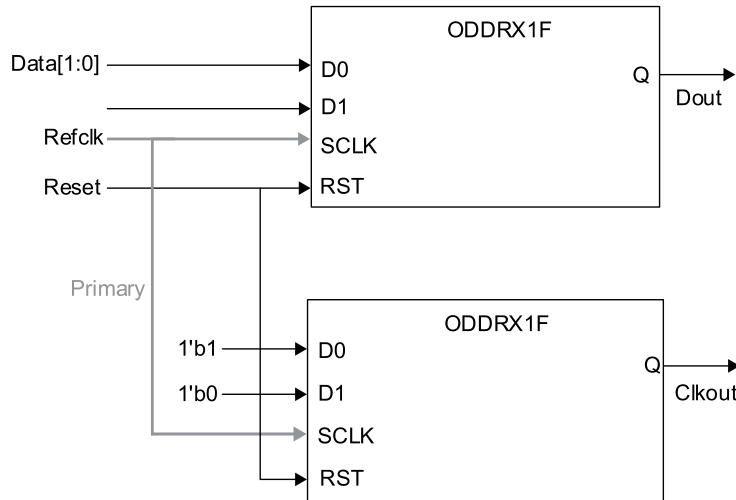 ODDRX1F
Data[1:0]
D0
Q
Dout
D1
Refclk
SCLK
Reset
RST
Primary
ODDRX1F
1'b1
D0
Q
Clkout
1'b0
D1
SCLK
RST